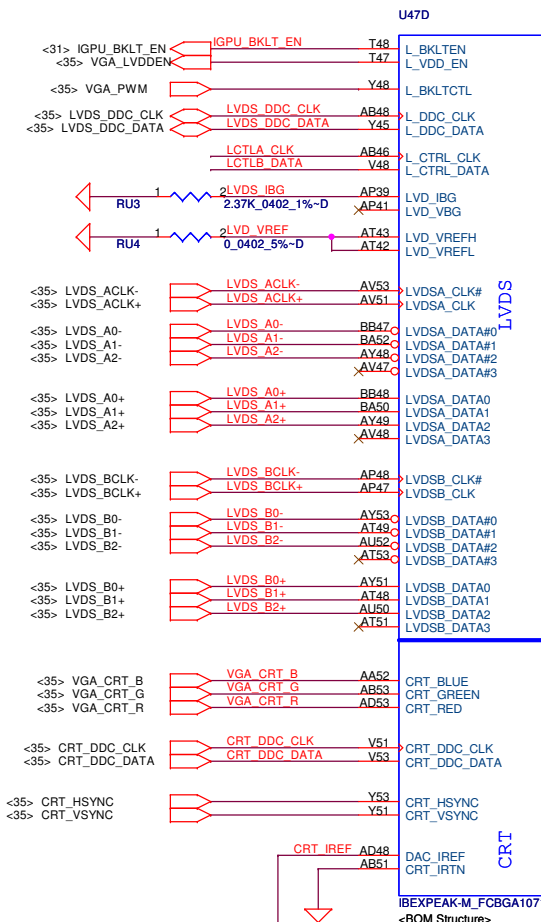 U47D
<31> IGPU_BKLT_EN IGPU_BKLT_EN T48 L_BKLTEN
<35> VGA_LVDDEN T47 L_VDD_EN
<35> VGA_PWM Y48 L_BKLTCTL
<35> LVDS_DDC_CLK LVDS_DDC_CLK AB48 L_DDC_CLK
<35> LVDS_DDC_DATA LVDS_DDC_DATA Y45 L_DDC_DATA
LCTLA_CLK AB46 L_CTRL_CLK
LCTLB_DATA V48 L_CTRL_DATA
1 2 LVDS_IBG AP39 LVD_IBG
RU3 2.37K_0402_1%~D AP41 LVD_VBG
1 2 LVD_VREF AT43 LVD_VREFH
RU4 0_0402_5%~D AT42 LVD_VREFL
LVDS
<35> LVDS_ACLK- LVDS_ACLK- AV53 LVDSA_CLK#
<35> LVDS_ACLK+ LVDS_ACLK+ AV51 LVDSA_CLK
<35> LVDS_A0- LVDS_A0- BB47 LVDSA_DATA#0
<35> LVDS_A1- LVDS_A1- BA52 LVDSA_DATA#1
<35> LVDS_A2- LVDS_A2- AY48 LVDSA_DATA#2
AV47 LVDSA_DATA#3
<35> LVDS_A0+ LVDS_A0+ BB48 LVDSA_DATA0
<35> LVDS_A1+ LVDS_A1+ BA50 LVDSA_DATA1
<35> LVDS_A2+ LVDS_A2+ AY49 LVDSA_DATA2
AV48 LVDSA_DATA3
<35> LVDS_BCLK- LVDS_BCLK- AP48 LVDSB_CLK#
<35> LVDS_BCLK+ LVDS_BCLK+ AP47 LVDSB_CLK
<35> LVDS_B0- LVDS_B0- AY53 LVDSB_DATA#0
<35> LVDS_B1- LVDS_B1- AT49 LVDSB_DATA#1
<35> LVDS_B2- LVDS_B2- AU52 LVDSB_DATA#2
AT53 LVDSB_DATA#3
<35> LVDS_B0+ LVDS_B0+ AY51 LVDSB_DATA0
<35> LVDS_B1+ LVDS_B1+ AT48 LVDSB_DATA1
<35> LVDS_B2+ LVDS_B2+ AU50 LVDSB_DATA2
AT51 LVDSB_DATA3
<35> VGA_CRT_B VGA_CRT_B AA52 CRT_BLUE
<35> VGA_CRT_G VGA_CRT_G AB53 CRT_GREEN
<35> VGA_CRT_R VGA_CRT_R AD53 CRT_RED
<35> CRT_DDC_CLK CRT_DDC_CLK V51 CRT_DDC_CLK
<35> CRT_DDC_DATA CRT_DDC_DATA V53 CRT_DDC_DATA
<35> CRT_HSYNC Y53 CRT_HSYNC
<35> CRT_VSYNC Y51 CRT_VSYNC
CRT
CRT_IREF AD48 DAC_IREF
AB51 CRT_IRTN
IBEXPEAK-M_FCBGA107
<BOM Structure>